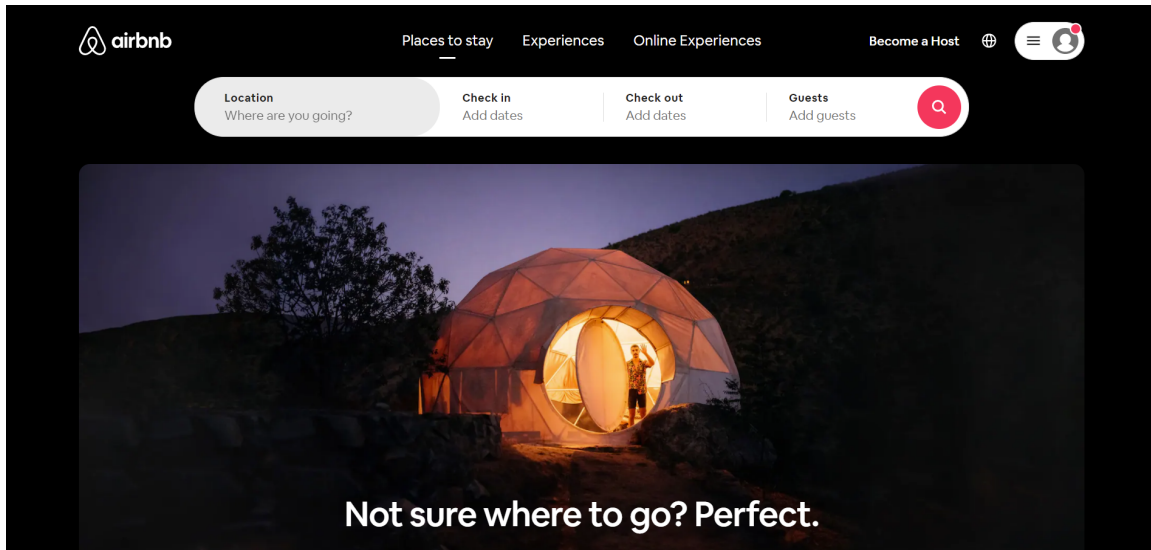 airbnb
Places to stay Experiences Online Experiences
Become a Host
Location
Where are you going?
Check in
Add dates
Check out
Add dates
Guests
Add guests
Not sure where to go? Perfect.